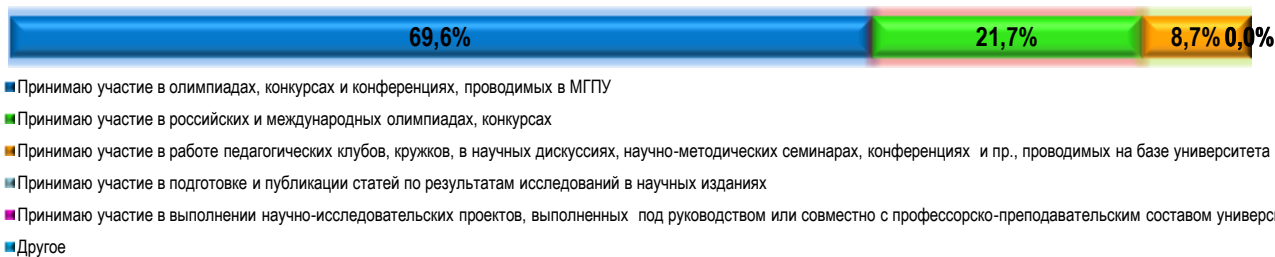 69,6% 21,7% 8,7% 0,0%
Принимаю участие в олимпиадах, конкурсах и конференциях, проводимых в МГПУ
Принимаю участие в российских и международных олимпиадах, конкурсах
Принимаю участие в работе педагогических клубов, кружков, в научных дискуссиях, научно-методических семинарах, конференциях и пр., проводимых на базе университета
Принимаю участие в подготовке и публикации статей по результатам исследований в научных изданиях
Принимаю участие в выполнении научно-исследовательских проектов, выполненных под руководством или совместно с профессорско-преподавательским составом
Другое